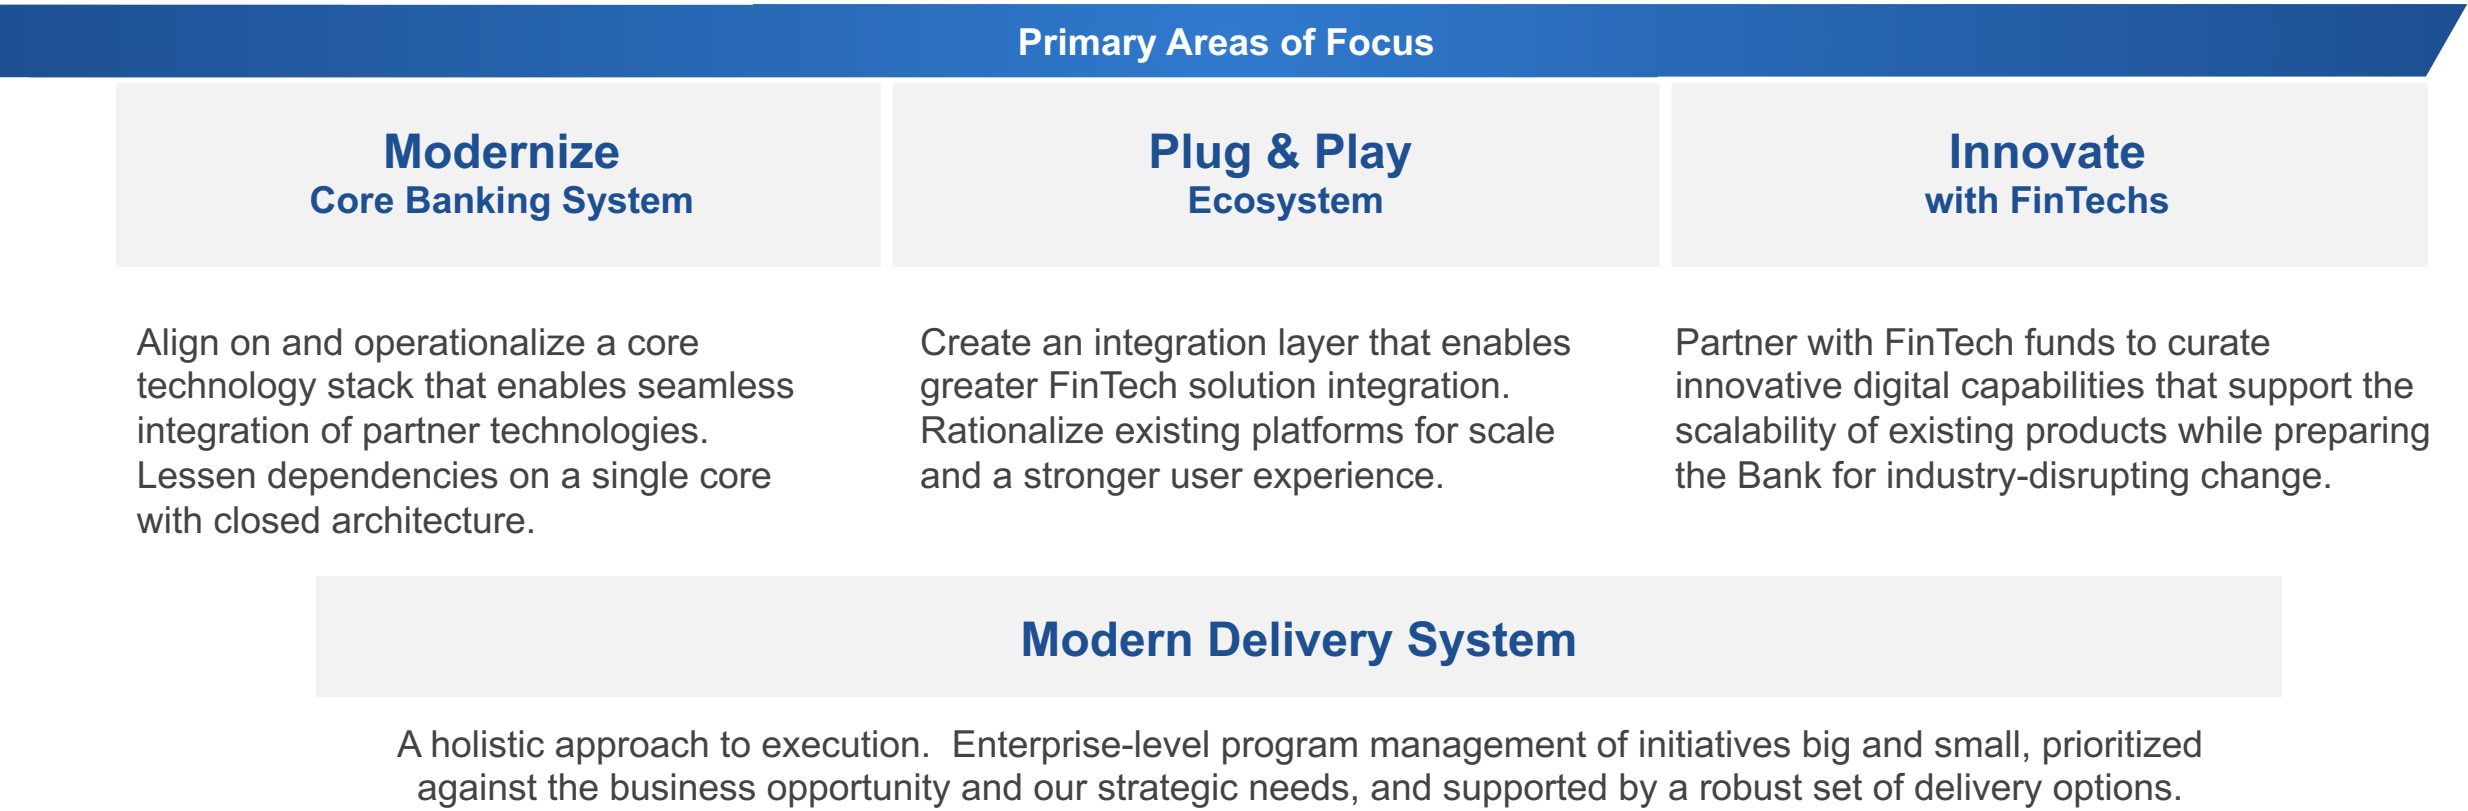 Primary Areas of Focus
Modernize
Core Banking System
Align on and operationalize a core
technology stack that enables seamless
integration of partner technologies.
Lessen dependencies on a single core
with closed architecture.
Plug & Play
Ecosystem
Create an integration layer that enables
greater FinTech solution integration.
Rationalize existing platforms for scale
and a stronger user experience.
Innovate
with FinTechs
Partner with FinTech funds to curate
innovative digital capabilities that support the
scalability of existing products while preparing
the Bank for industry-disrupting change.
Modern Delivery System
A holistic approach to execution.  Enterprise-level program management of initiatives big and small, prioritized
against the business opportunity and our strategic needs, and supported by a robust set of delivery options.